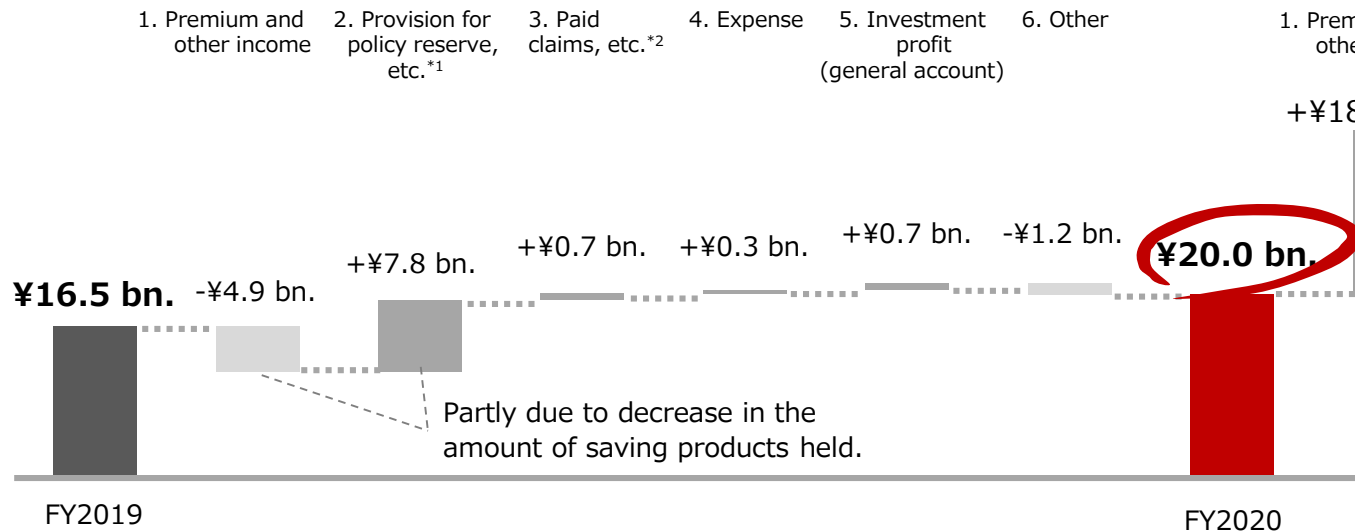 1. Premium and
other income
2. Provision for
policy reserve,
etc.*1
3. Paid
claims, etc.*2
4. Expense
5. Investment
profit
(general account)
6. Other
1.
+¥18
¥16.5 bn.
-¥4.9 bn.
+¥7.8 bn.
+¥0.7 bn.
+¥0.3 bn.
+¥0.7 bn.
-¥1.2 bn.
¥20.0 bn.
Partly due to decrease in the
amount of saving products held.
FY2019
FY2020